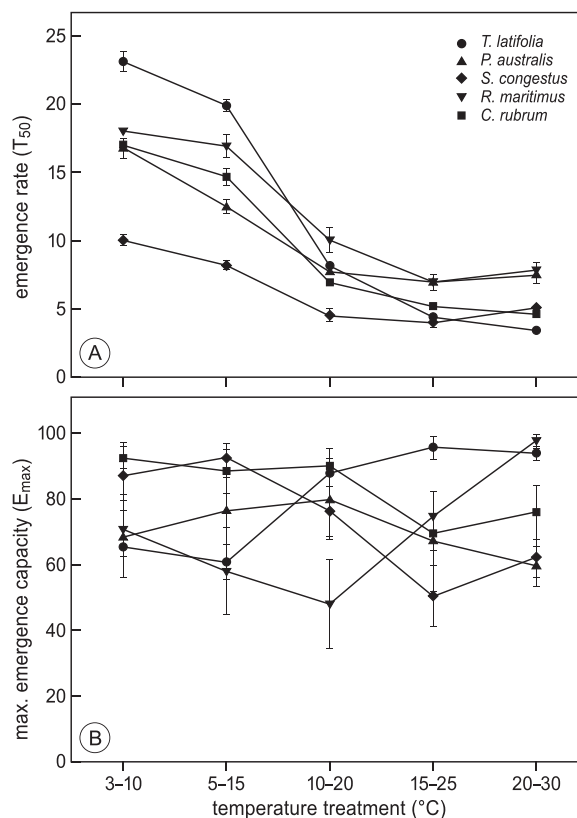 25
20
15
10
5
0
emergence rate (T50)
T. latifolia
P. australis
S. congestus
R. maritimus
C. rubrum
A
100
80
60
40
20
0
max. emergence capacity (Emax)
B
3–10 5–15 10–20 15–25 20–30
temperature treatment (°C)